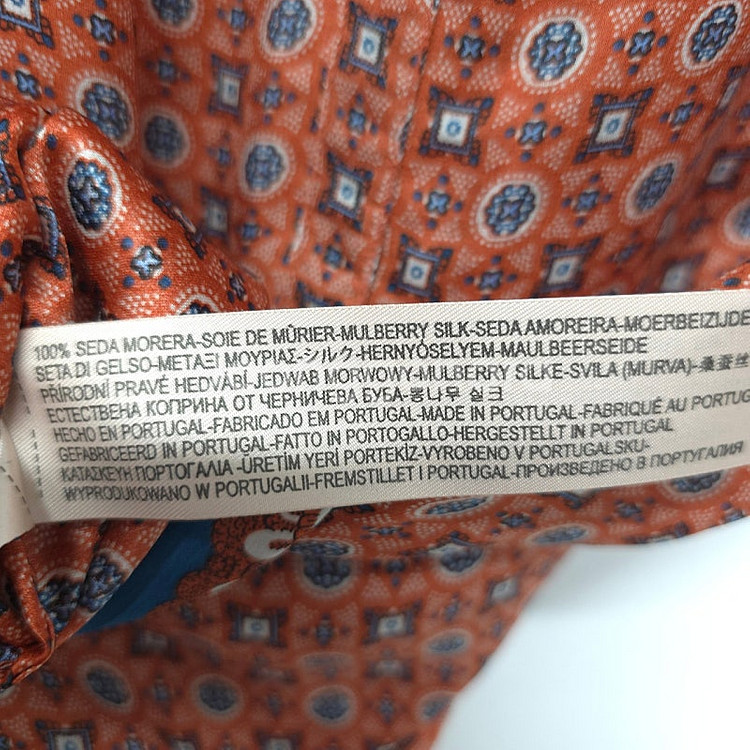 100% SEDA MORERA-SOIE DE MÛRIER-MULBERRY SILK-SEDA AMOREIRA-MOERBEIZIJDE
SETA DI GELSO-ΜΕΤΑΞΙ ΜΟΥΡΙΑΣ-シルク-HERNYÓSELYEM-MAULBEERSEIDE
PŘÍRODNÍ PRAVÉ HEDVÁBÍ-JEDWAB MORWOWY-MULBERRY SILKE-SVILA (MURVA)-桑蚕丝
ЕСТЕСТВЕНА КОПРИНА ОТ ЧЕРНИЧЕВА БУБА-뽕나무 실크
HECHO EN PORTUGAL-FABRICADO EM PORTUGAL-MADE IN PORTUGAL-FABRIQUÉ AU PORTUG
GEFABRICEERD IN PORTUGAL-FATTO IN PORTOGALLO-HERGESTELLT IN PORTUGAL
ΚΑΤΑΣΚΕΥΗ ΠΟΡΤΟΓΑΛΙΑ -ÜRETİM YERİ PORTEKİZ-VYROBENO V PORTUGALSKU-
WYPRODUKOWANO W PORTUGALII-FREMSTILLET I PORTUGAL-ПРОИЗВЕДЕНО В ПОРТУГАЛИЯ